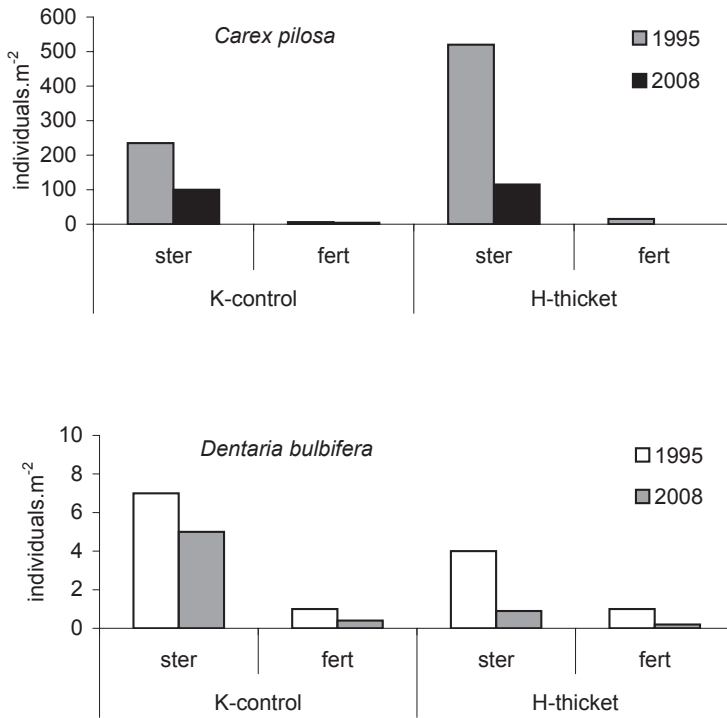 600
Carex pilosa
1995
500
400
2008
300
200
100
0
individuals.m⁻²
ster fert ster fert
K-control H-thicket
10
Dentaria bulbifera
1995
8
2008
6
4
2
0
individuals.m⁻²
ster fert ster fert
K-control H-thicket